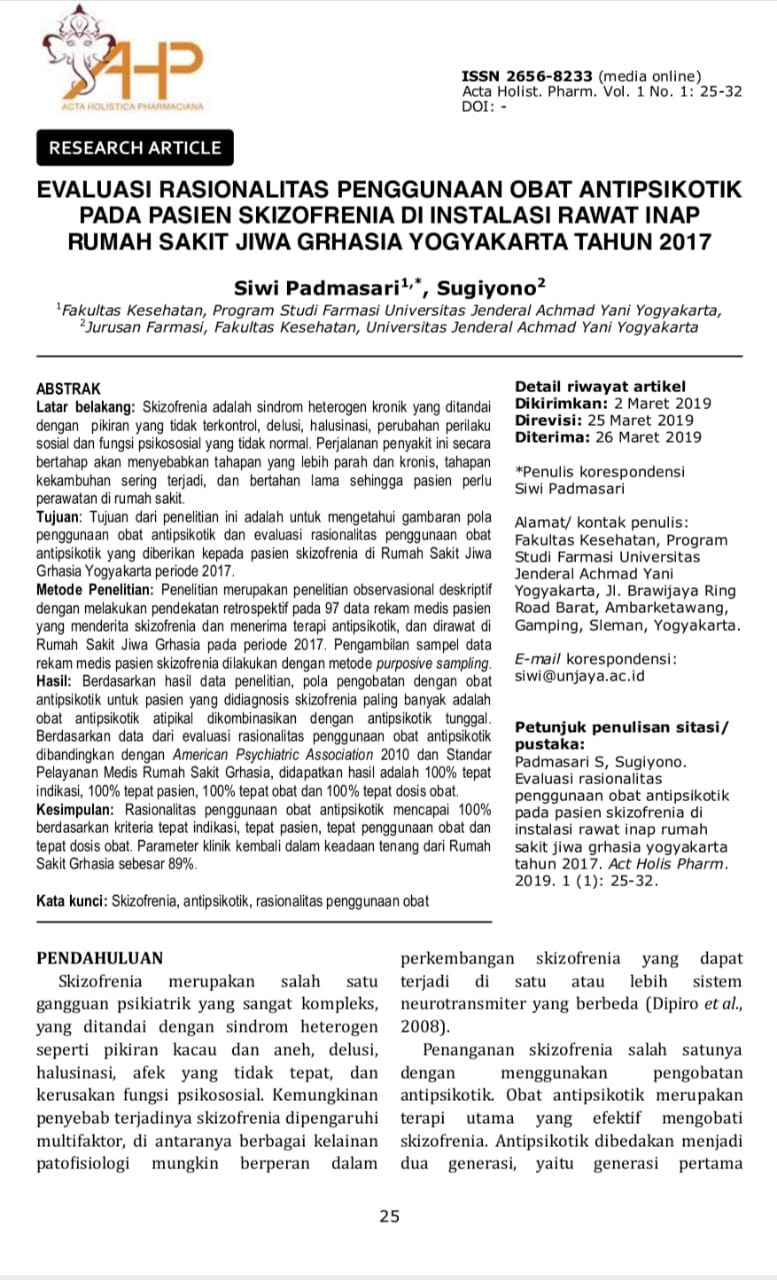 AHP
ACTA HOLISTICA PHARMACIANA
ISSN 2656-8233 (media online)
Acta Holist. Pharm. Vol. 1 No. 1: 25-32
DOI: -
RESEARCH ARTICLE
EVALUASI RASIONALITAS PENGGUNAAN OBAT ANTIPSIKOTIK
PADA PASIEN SKIZOFRENIA DI INSTALASI RAWAT INAP
RUMAH SAKIT JIWA GRHASIA YOGYAKARTA TAHUN 2017
Siwi Padmasari1,*, Sugiyono2
1Fakultas Kesehatan, Program Studi Farmasi Universitas Jenderal Achmad Yani Yogyakarta,
2Jurusan Farmasi, Fakultas Kesehatan, Universitas Jenderal Achmad Yani Yogyakarta
ABSTRAK
Latar belakang: Skizofrenia adalah sindrom heterogen kronik yang ditandai
dengan pikiran yang tidak terkontrol, delusi, halusinasi, perubahan perilaku
sosial dan fungsi psikososial yang tidak normal. Perjalanan penyakit ini secara
bertahap akan menyebabkan tahapan yang lebih parah dan kronis, tahapan
kekambuhan sering terjadi, dan bertahan lama sehingga pasien perlu
perawatan di rumah sakit.
Tujuan: Tujuan dari penelitian ini adalah untuk mengetahui gambaran pola
penggunaan obat antipsikotik dan evaluasi rasionalitas penggunaan obat
antipsikotik yang diberikan kepada pasien skizofrenia di Rumah Sakit Jiwa
Grhasia Yogyakarta periode 2017.
Metode Penelitian: Penelitian merupakan penelitian observasional deskriptif
dengan melakukan pendekatan retrospektif pada 97 data rekam medis pasien
yang menderita skizofrenia dan menerima terapi antipsikotik, dan dirawat di
Rumah Sakit Jiwa Grhasia pada periode 2017. Pengambilan sampel data
rekam medis pasien skizofrenia dilakukan dengan metode purposive sampling.
Hasil: Berdasarkan hasil data penelitian, pola pengobatan dengan obat
antipsikotik untuk pasien yang didiagnosis skizofrenia paling banyak adalah
obat antipsikotik atipikal dikombinasikan dengan antipsikotik tunggal.
Berdasarkan data dari evaluasi rasionalitas penggunaan obat antipsikotik
dibandingkan dengan American Psychiatric Association 2010 dan Standar
Pelayanan Medis Rumah Sakit Grhasia, didapatkan hasil adalah 100% tepat
indikasi, 100% tepat pasien, 100% tepat obat dan 100% tepat dosis obat.
Kesimpulan: Rasionalitas penggunaan obat antipsikotik mencapai 100%
berdasarkan kriteria tepat indikasi, tepat pasien, tepat penggunaan obat dan
tepat dosis obat. Parameter klinik kembali dalam keadaan tenang dari Rumah
Sakit Grhasia sebesar 89%.
Kata kunci: Skizofrenia, antipsikotik, rasionalitas penggunaan obat
Detail riwayat artikel
Dikirimkan: 2 Maret 2019
Direvisi: 25 Maret 2019
Diterima: 26 Maret 2019
*Penulis korespondensi
Siwi Padmasari
Alamat/ kontak penulis:
Fakultas Kesehatan, Program
Studi Farmasi Universitas
Jenderal Achmad Yani
Yogyakarta, Jl. Brawijaya Ring
Road Barat, Ambarketawang,
Gamping, Sleman, Yogyakarta.
E-mail korespondensi:
siwi@unjaya.ac.id
Petunjuk penulisan sitasi/
pustaka:
Padmasari S, Sugiyono.
Evaluasi rasionalitas
penggunaan obat antipsikotik
pada pasien skizofrenia di
instalasi rawat inap rumah
sakit jiwa grhasia yogyakarta
tahun 2017. Act Holis Pharm.
2019. 1 (1): 25-32.
PENDAHULUAN
Skizofrenia merupakan salah satu
gangguan psikiatrik yang sangat kompleks,
yang ditandai dengan sindrom heterogen
seperti pikiran kacau dan aneh, delusi,
halusinasi, afek yang tidak tepat, dan
kerusakan fungsi psikososial. Kemungkinan
penyebab terjadinya skizofrenia dipengaruhi
multifaktor, di antaranya berbagai kelainan
patofisiologi mungkin berperan dalam
perkembangan skizofrenia yang dapat
terjadi di satu atau lebih sistem
neurotransmiter yang berbeda (Dipiro et al.,
2008).
Penanganan skizofrenia salah satunya
dengan menggunakan pengobatan
antipsikotik. Obat antipsikotik merupakan
terapi utama yang efektif mengobati
skizofrenia. Antipsikotik dibedakan menjadi
dua generasi, yaitu generasi pertama
25